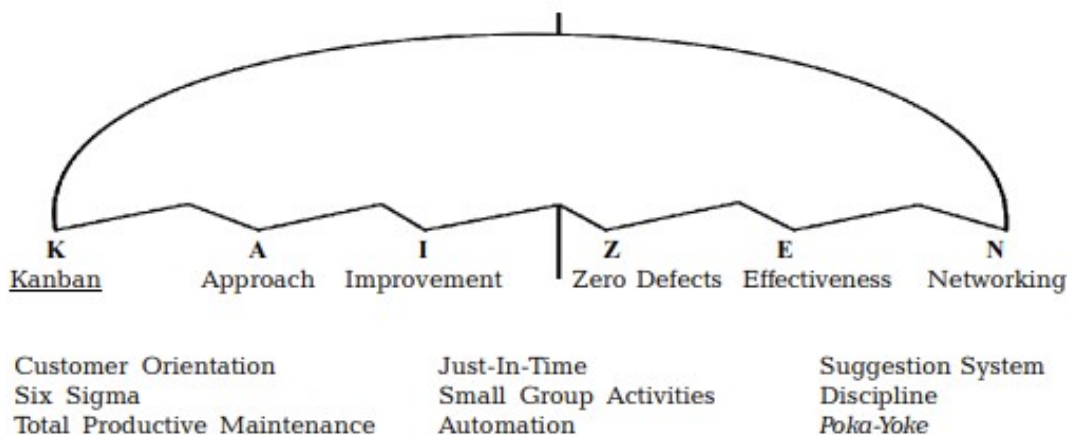 K A I Z E N
Kanban Approach Improvement Zero Defects Effectiveness Networking
Customer Orientation Just-In-Time Suggestion System
Six Sigma Small Group Activities Discipline
Total Productive Maintenance Automation Poka-Yoke